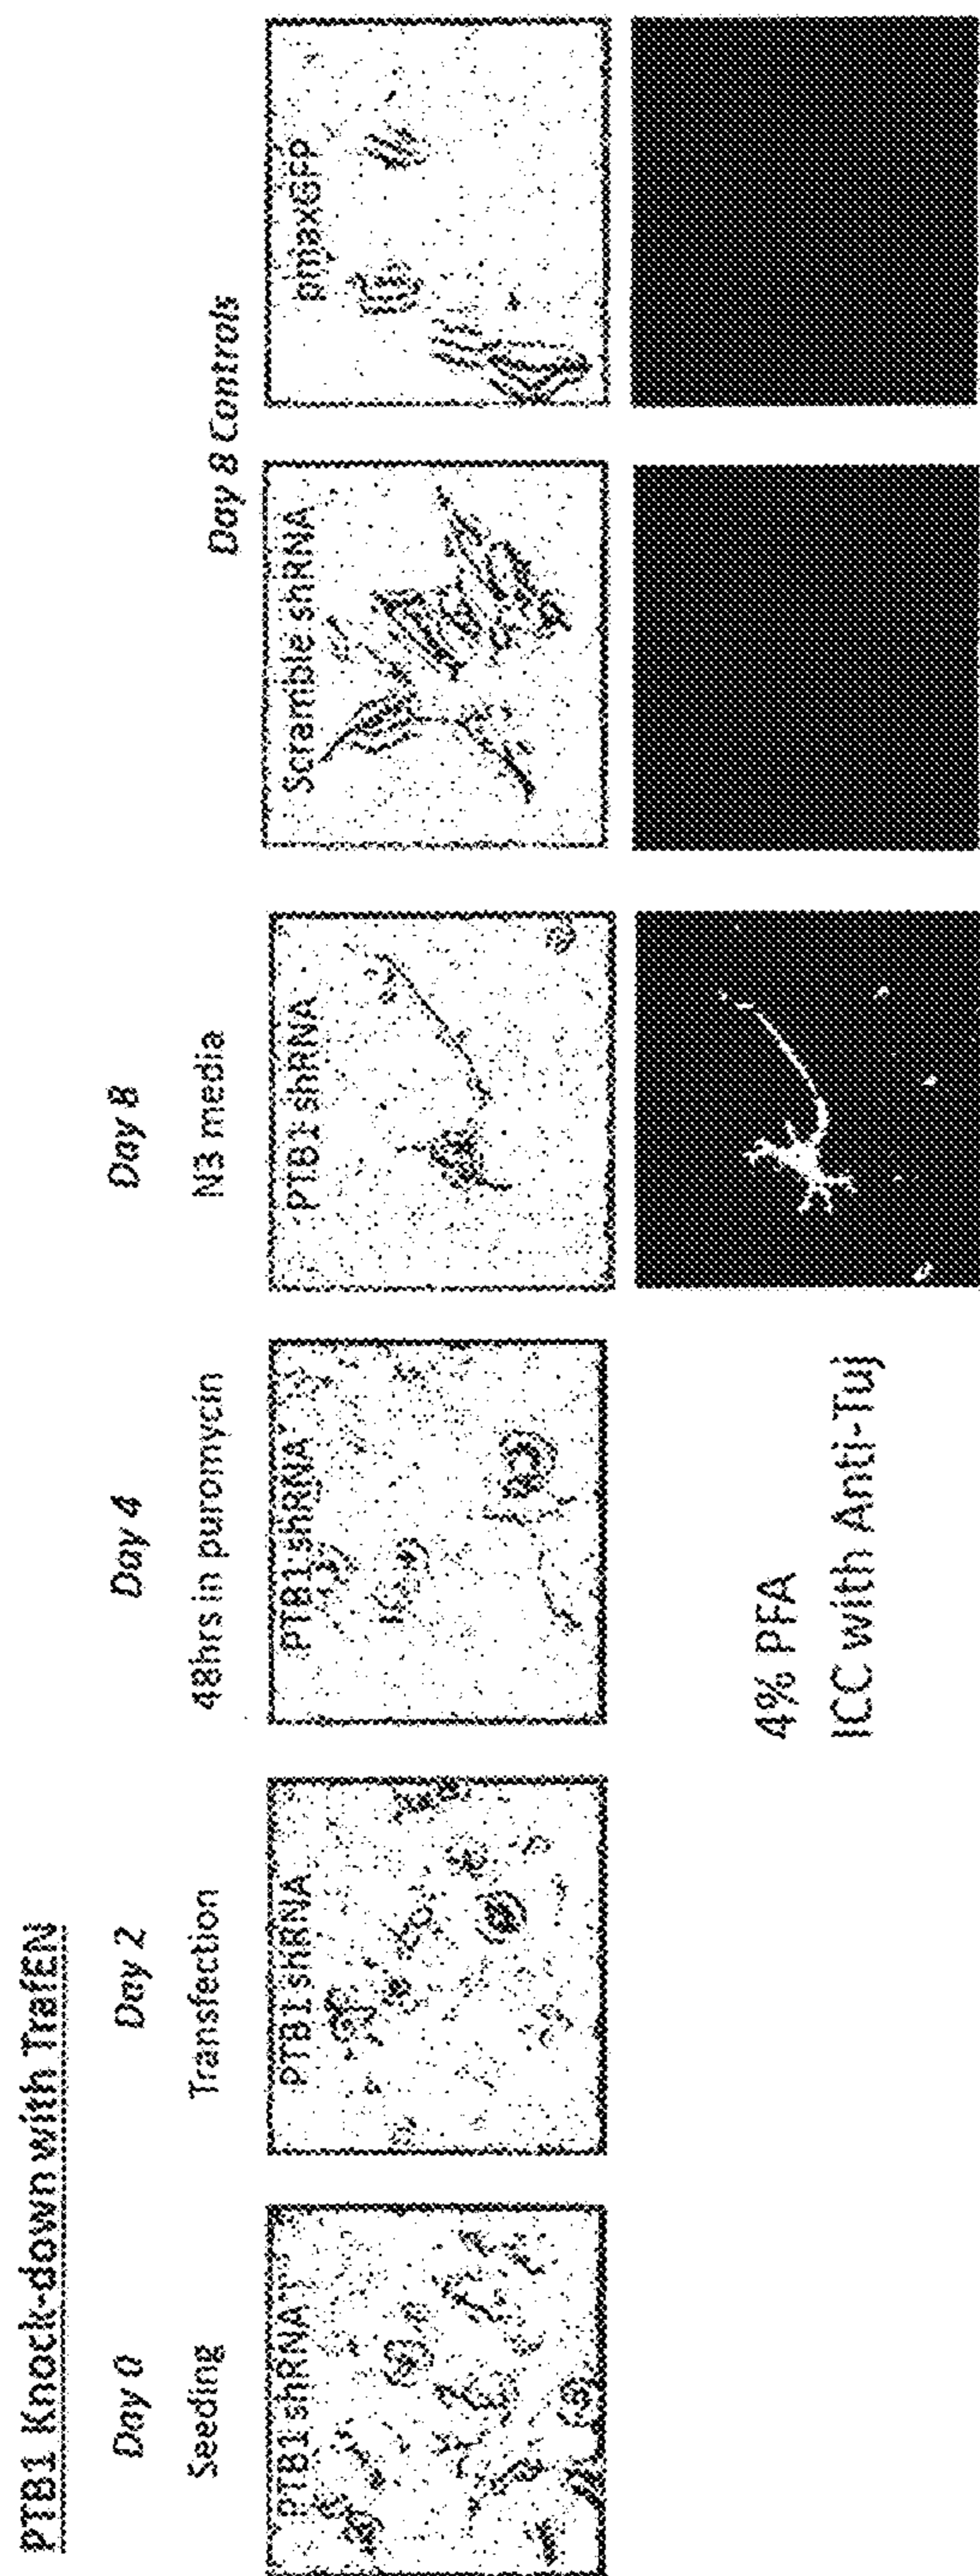 PTB1 Knock-down with TrafEN
Day 0
Day 2
Day 4
Day 8
Day 8 Controls
Seeding
Transfection
48hrs in puromycin
N3 media
PTB1 shRNA
PTB1 shRNA
PTB1 shRNA
PTB1 shRNA
Scramble shRNA
pmaxGFP
4% PFA
ICC with Anti-Tuj